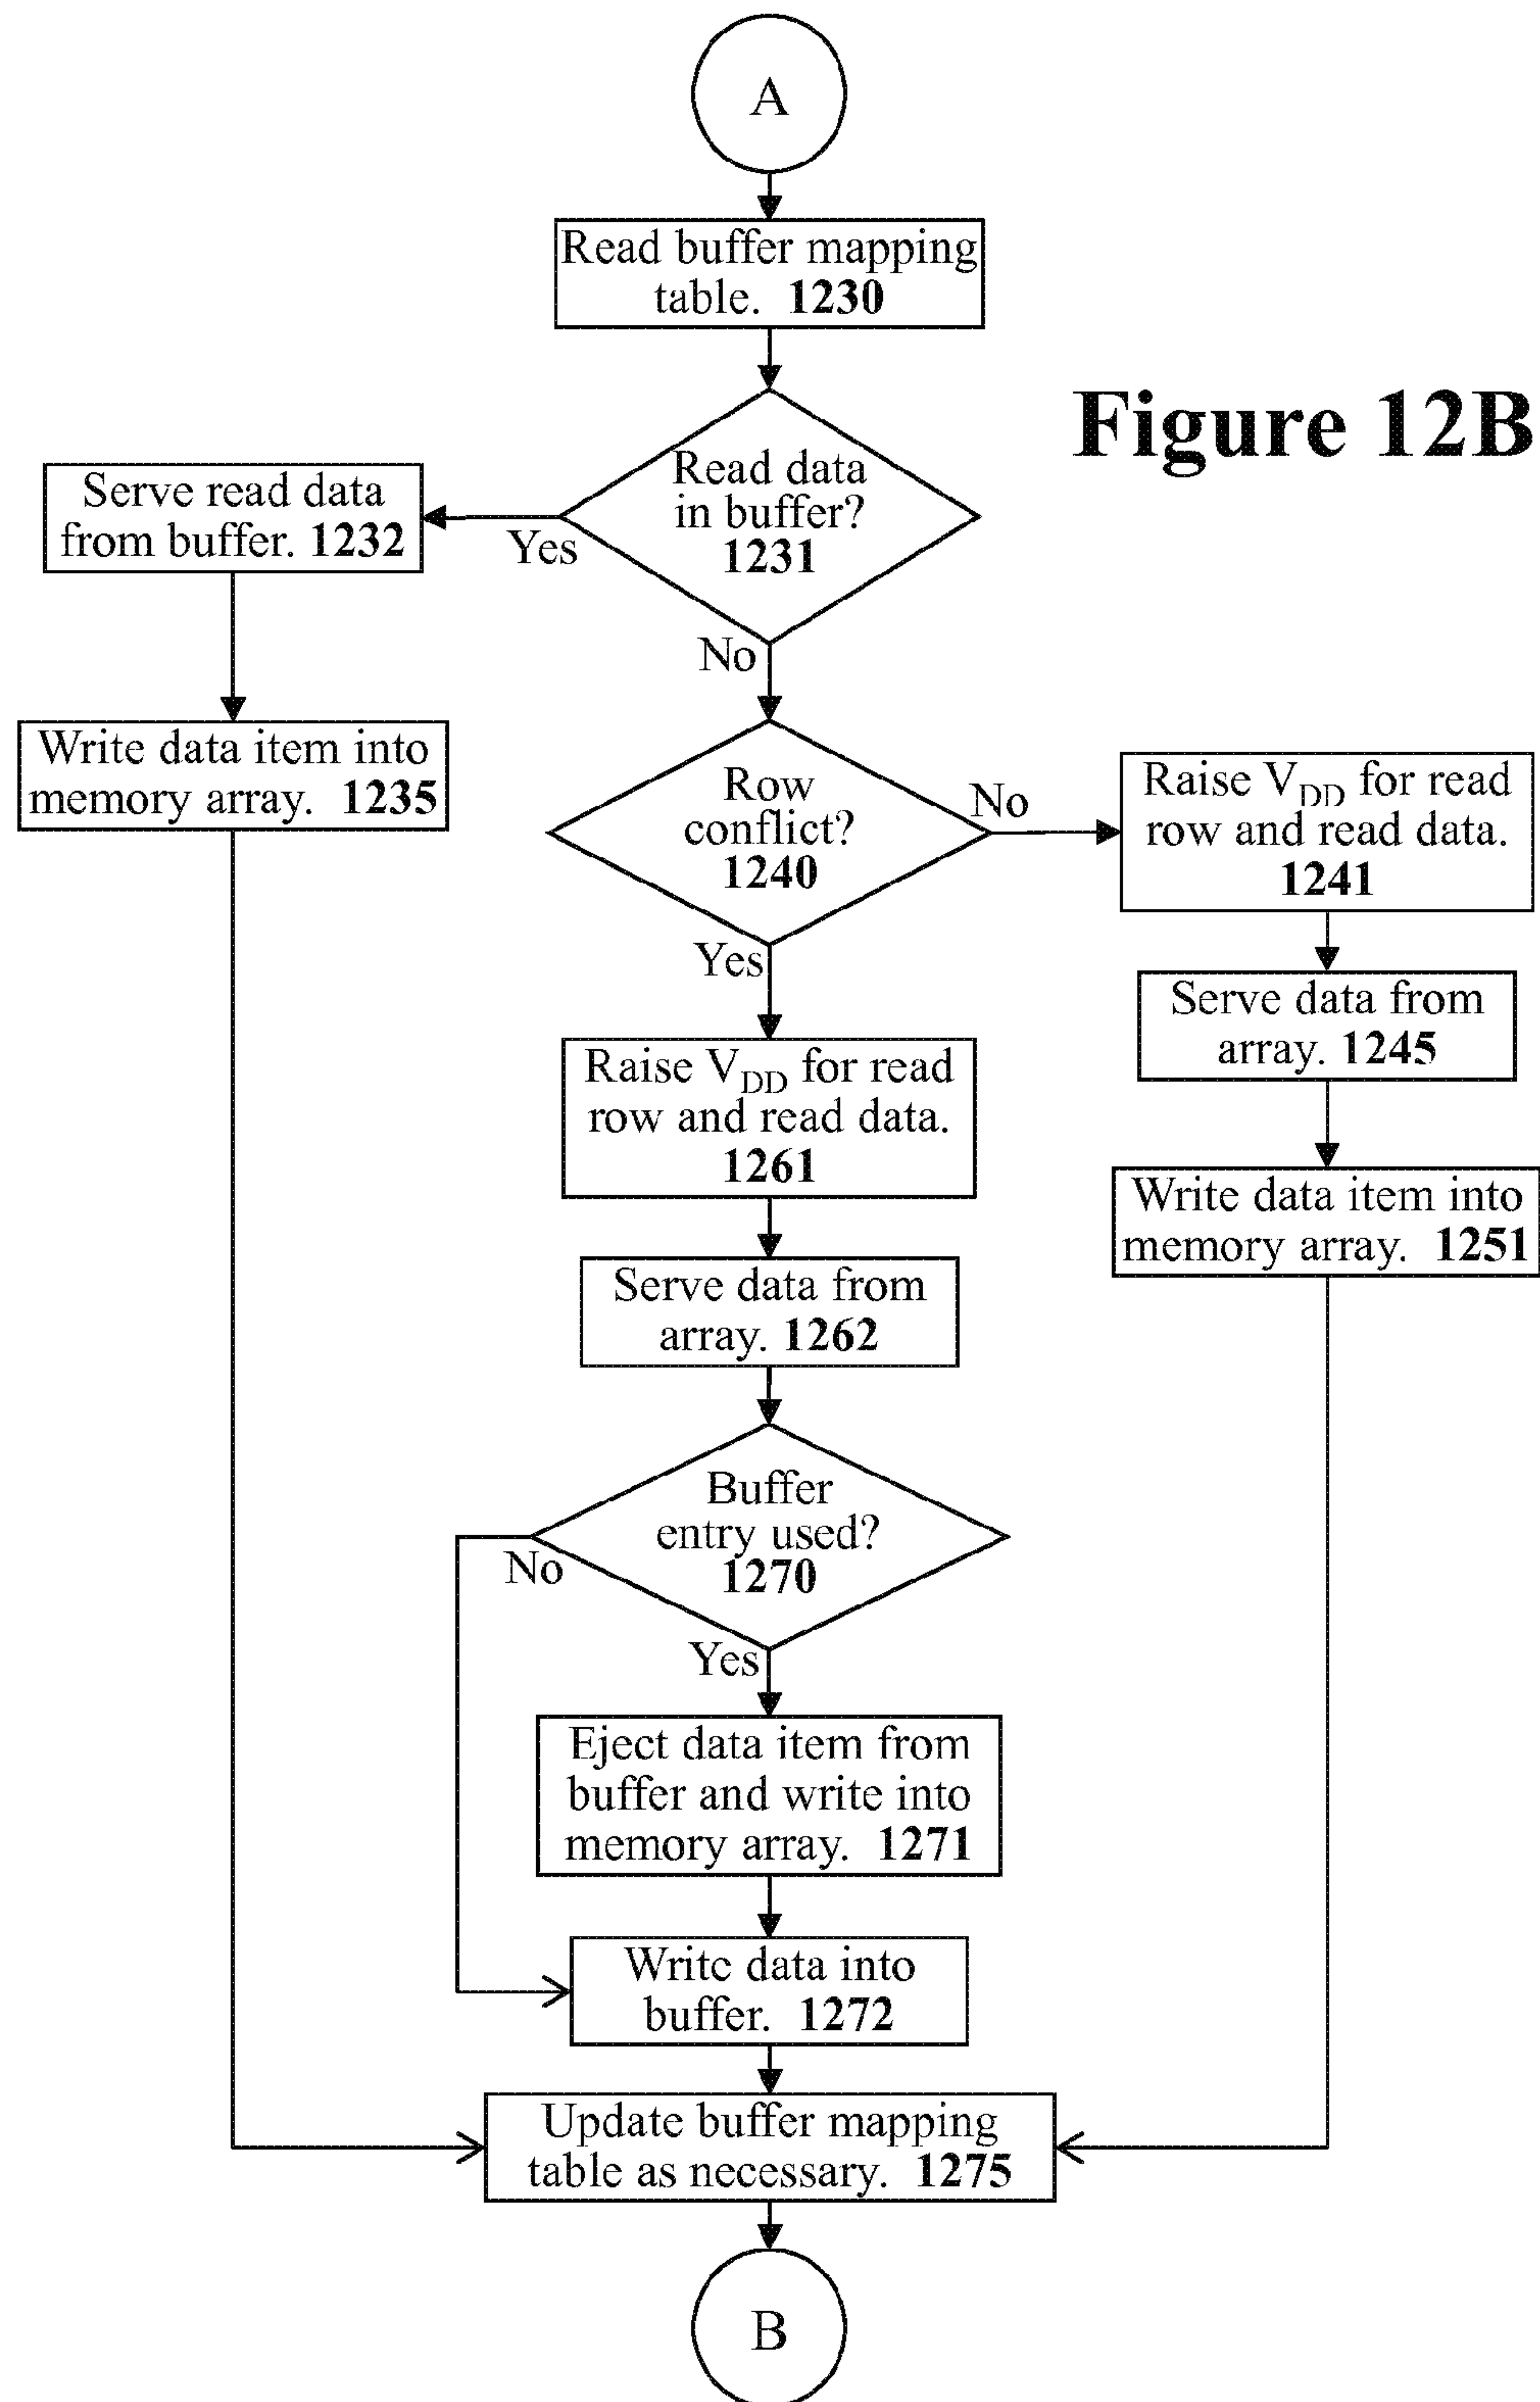 A
Read buffer mapping
table. 1230
Figure 12B
Read data
in buffer?
1231
Yes
No
Serve read data
from buffer. 1232
Write data item into
memory array. 1235
Row
conflict?
1240
No
Yes
Raise VDD for read
row and read data.
1241
Serve data from
array. 1245
Write data item into
memory array. 1251
Raise VDD for read
row and read data.
1261
Serve data from
array. 1262
Buffer
entry used?
1270
No
Yes
Eject data item from
buffer and write into
memory array. 1271
Write data into
buffer. 1272
Update buffer mapping
table as necessary. 1275
B